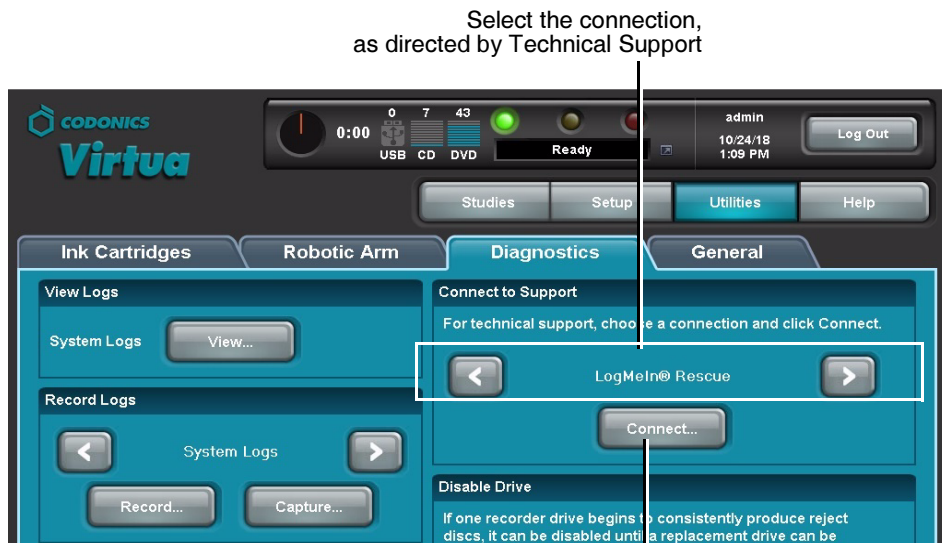 Select the connection,
as directed by Technical Support
CODONICS
Virtua
0:00
0 7 43
USB CD DVD
Ready
admin
10/24/18
1:09 PM
Log Out
Studies Setup Utilities Help
Ink Cartridges Robotic Arm Diagnostics General
View Logs
System Logs View...
Record Logs
< System Logs >
Record... Capture...
Connect to Support
For technical support, choose a connection and click Connect.
< LogMeIn® Rescue >
Connect...
Disable Drive
If one recorder drive begins to consistently produce reject
discs, it can be disabled until a replacement drive can be